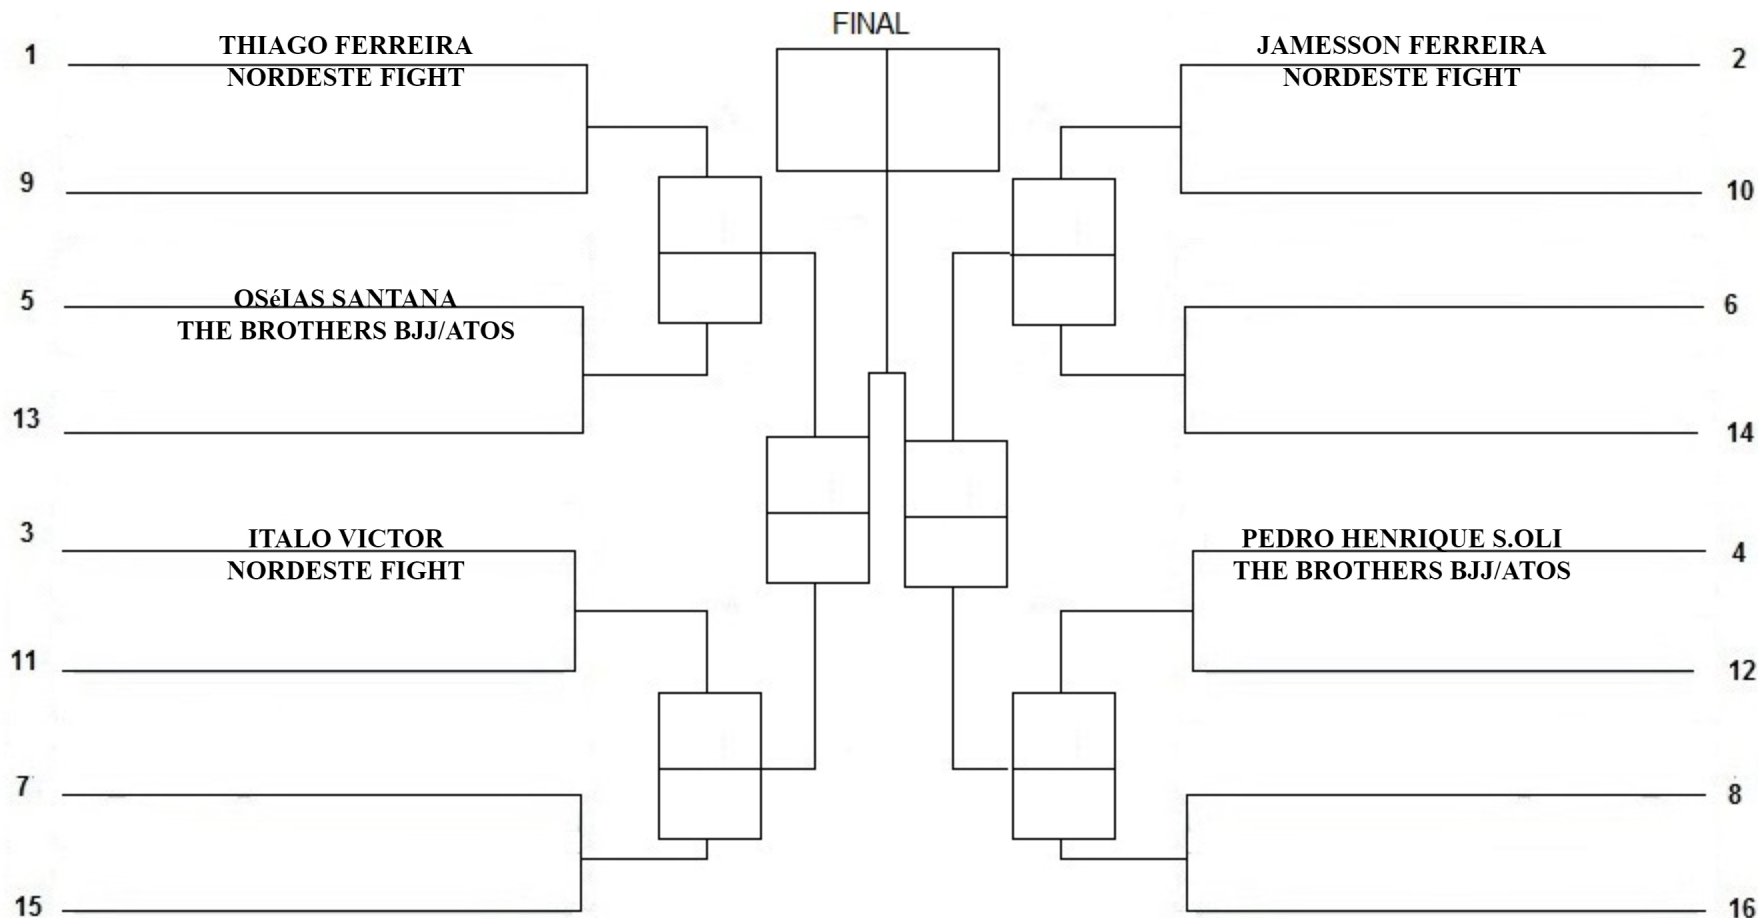 FINAL
1
THIAGO FERREIRA
NORDESTE FIGHT
9
5
OSéIAS SANTANA
THE BROTHERS BJJ/ATOS
13
3
ITALO VICTOR
NORDESTE FIGHT
11
7
15
JAMESSON FERREIRA
NORDESTE FIGHT
2
10
6
14
PEDRO HENRIQUE S.OLI
THE BROTHERS BJJ/ATOS
4
12
8
16